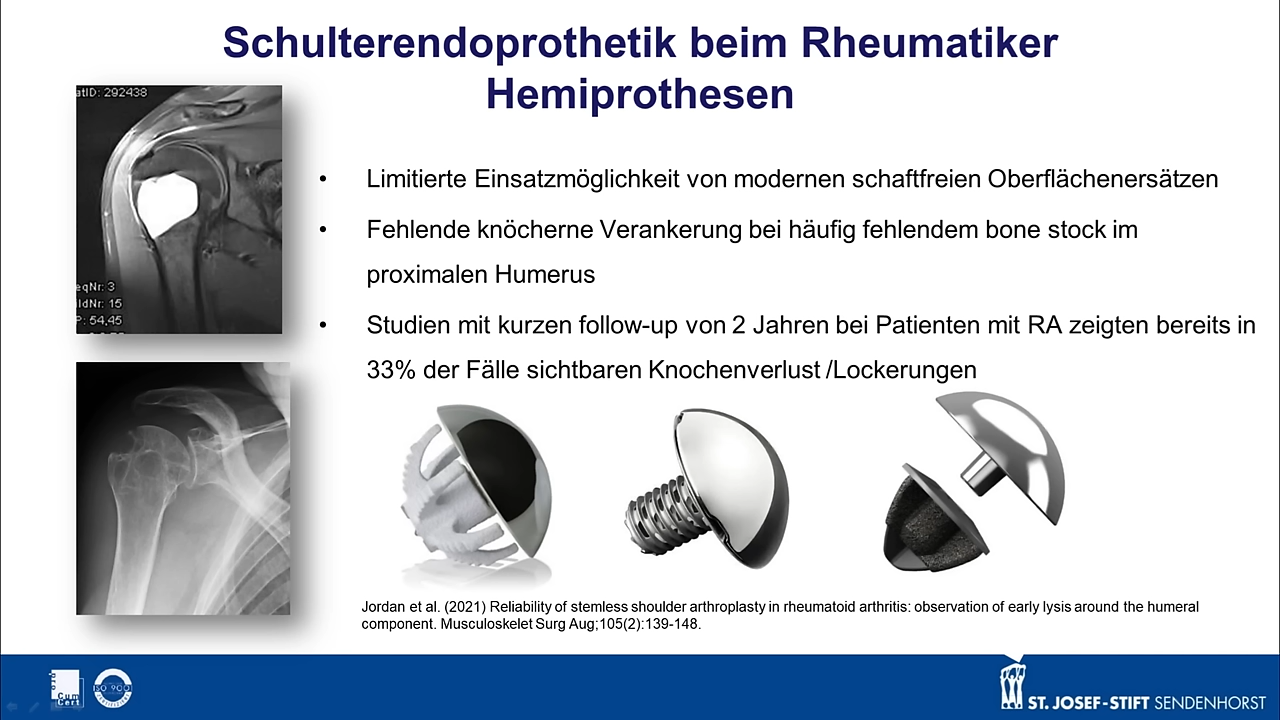 Schulterendoprothetik beim Rheumatiker
Hemiprothesen
atID: 292438
eqNr: 3
ldNr: 15
P: 54,45
• Limitierte Einsatzmöglichkeit von modernen schaftfreien Oberflächenersätzen
• Fehlende knöcherne Verankerung bei häufig fehlendem bone stock im
proximalen Humerus
• Studien mit kurzen follow-up von 2 Jahren bei Patienten mit RA zeigten bereits in
33% der Fälle sichtbaren Knochenverlust /Lockerungen
Jordan et al. (2021) Reliability of stemless shoulder arthroplasty in rheumatoid arthritis: observation of early lysis around the humeral
component. Musculoskelet Surg Aug;105(2):139-148.
Cum
Cert
ISO 9001
ST. JOSEF-STIFT SENDENHORST